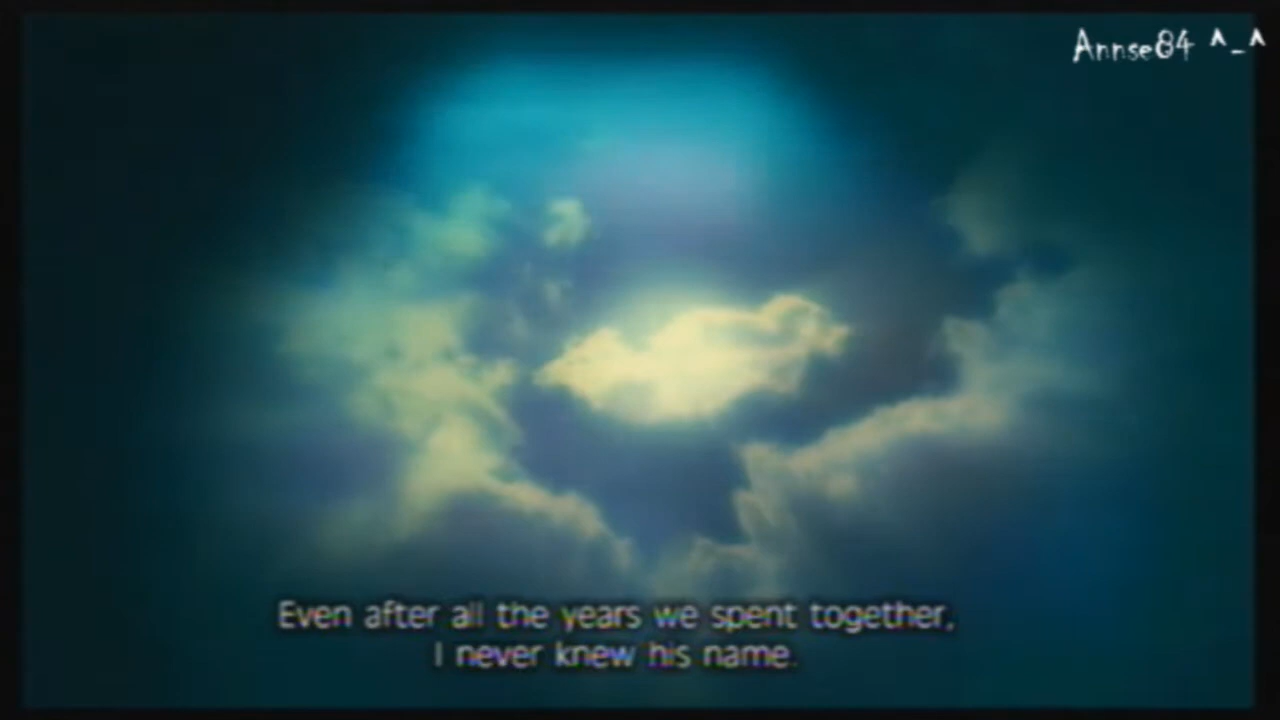 Annse84 ^_^
Even after all the years we spent together,
I never knew his name.